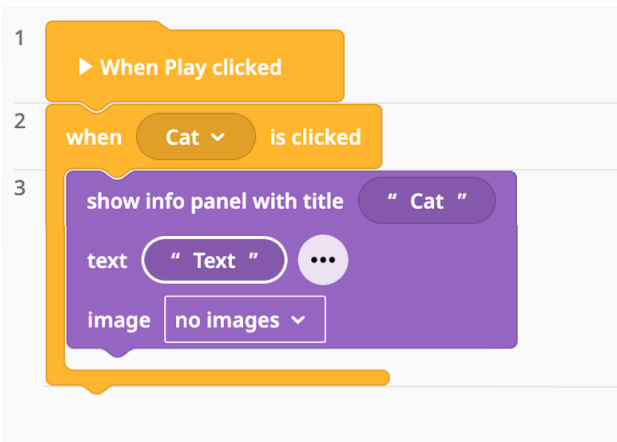 1
When Play clicked
2
when Cat is clicked
3
show info panel with title “ Cat ”
text “ Text ” •••
image no images